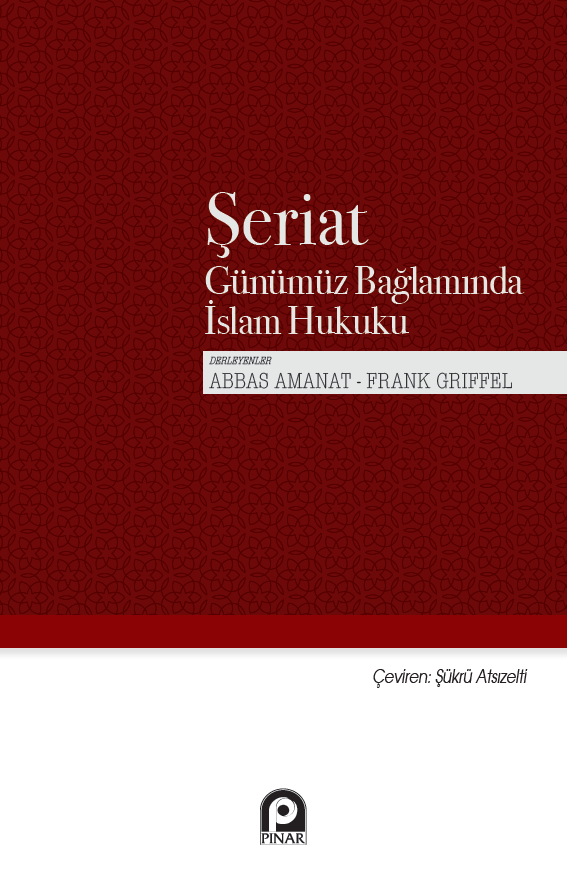 Şeriat
Günümüz Bağlamında
İslam Hukuku
DERLEYENLER
ABBAS AMANAT - FRANK GRIFFEL
Çeviren: Şükrü Atsızelti
PINAR